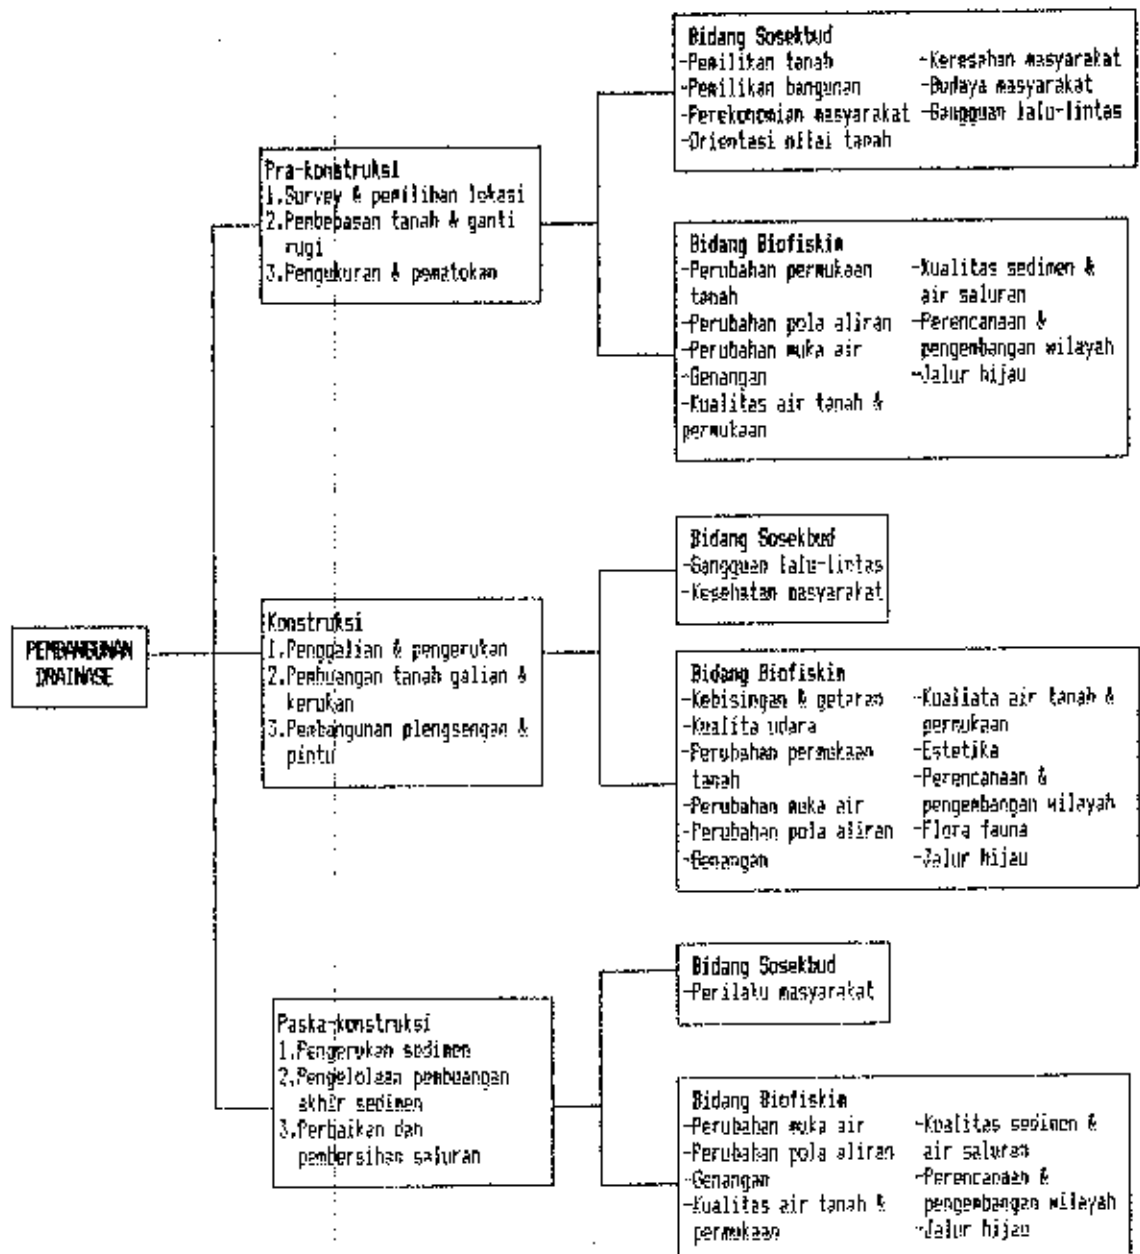 PEMBANGUNAN
DRAINASE
Pra-konstruksi
1.Survey & pemilihan lokasi
2.Pembebasan tanah & ganti
rugi
3.Pengukuran & pematokan
Bidang Sosekbud
-Pemilikan tanah
-Pemilikan bangunan
-Perekonomian masyarakat
-Orientasi nilai tanah
-Keresahan masyarakat
-Budaya masyarakat
-Gangguan lalu-lintas
Bidang Biofiskim
-Perubahan permukaan
tanah
-Perubahan pola aliran
-Perubahan muka air
-Genangan
-Kualitas air tanah &
permukaan
-Kualitas sedimen &
air saluran
-Perencanaan &
pengembangan wilayah
-Jalur hijau
Konstruksi
1.Penggalian & pengerukan
2.Pembuangan tanah galian &
kerukan
3.Pembangunan plengsengan &
pintu
Bidang Sosekbud
-Gangguan lalu-lintas
-Kesehatan masyarakat
Bidang Biofiskim
-Kebisingan & getaran
-Kualita udara
-Perubahan permukaan
tanah
-Perubahan muka air
-Perubahan pola aliran
-Genangan
-Kualiata air tanah &
permukaan
-Estetika
-Perencanaan &
pengembangan wilayah
-Flora fauna
-Jalur hijau
Paska-konstruksi
1.Pengerukan sedimen
2.Pengelolaan pembuangan
akhir sedimen
3.Perbaikan dan
pembersihan saluran
Bidang Sosekbud
-Perilaku masyarakat
Bidang Biofiskim
-Perubahan muka air
-Perubahan pola aliran
-Genangan
-Kualitas air tanah &
permukaan
-Kualitas sedimen &
air saluran
-Perencanaan &
pengembangan wilayah
-Jalur hijau